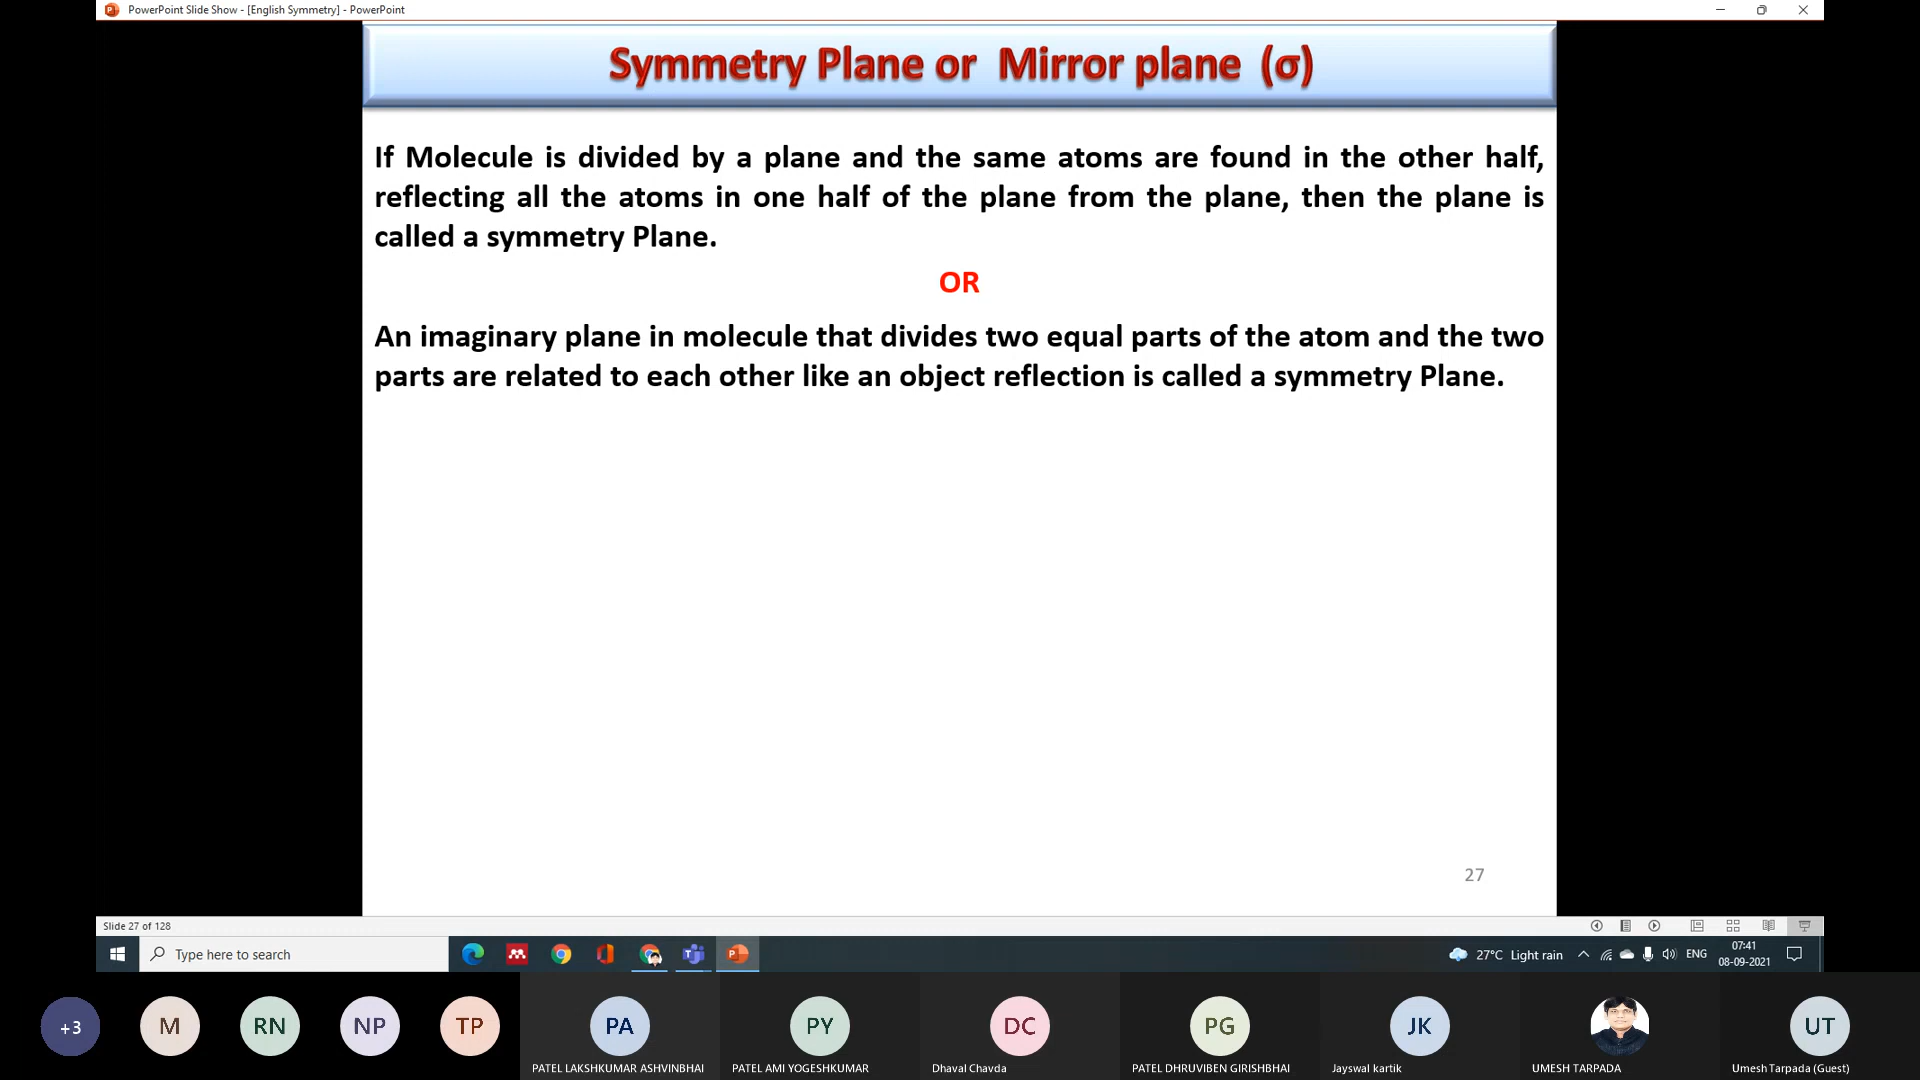 PowerPoint Slide Show - [English Symmetry] - PowerPoint
Symmetry Plane or Mirror plane (σ)
If Molecule is divided by a plane and the same atoms are found in the other half,
reflecting all the atoms in one half of the plane from the plane, then the plane is
called a symmetry Plane.
OR
An imaginary plane in molecule that divides two equal parts of the atom and the two
parts are related to each other like an object reflection is called a symmetry Plane.
27
Slide 27 of 128
Type here to search
27°C Light rain
ENG
07:41
08-09-2021
+3
M
RN
NP
TP
PA
PY
DC
PG
JK
UT
PATEL LAKSHKUMAR ASHVINBHAI
PATEL AMI YOGESHKUMAR
Dhaval Chavda
PATEL DHRUVIBEN GIRISHBHAI
Jayswal kartik
UMESH TARPADA
Umesh Tarpada (Guest)